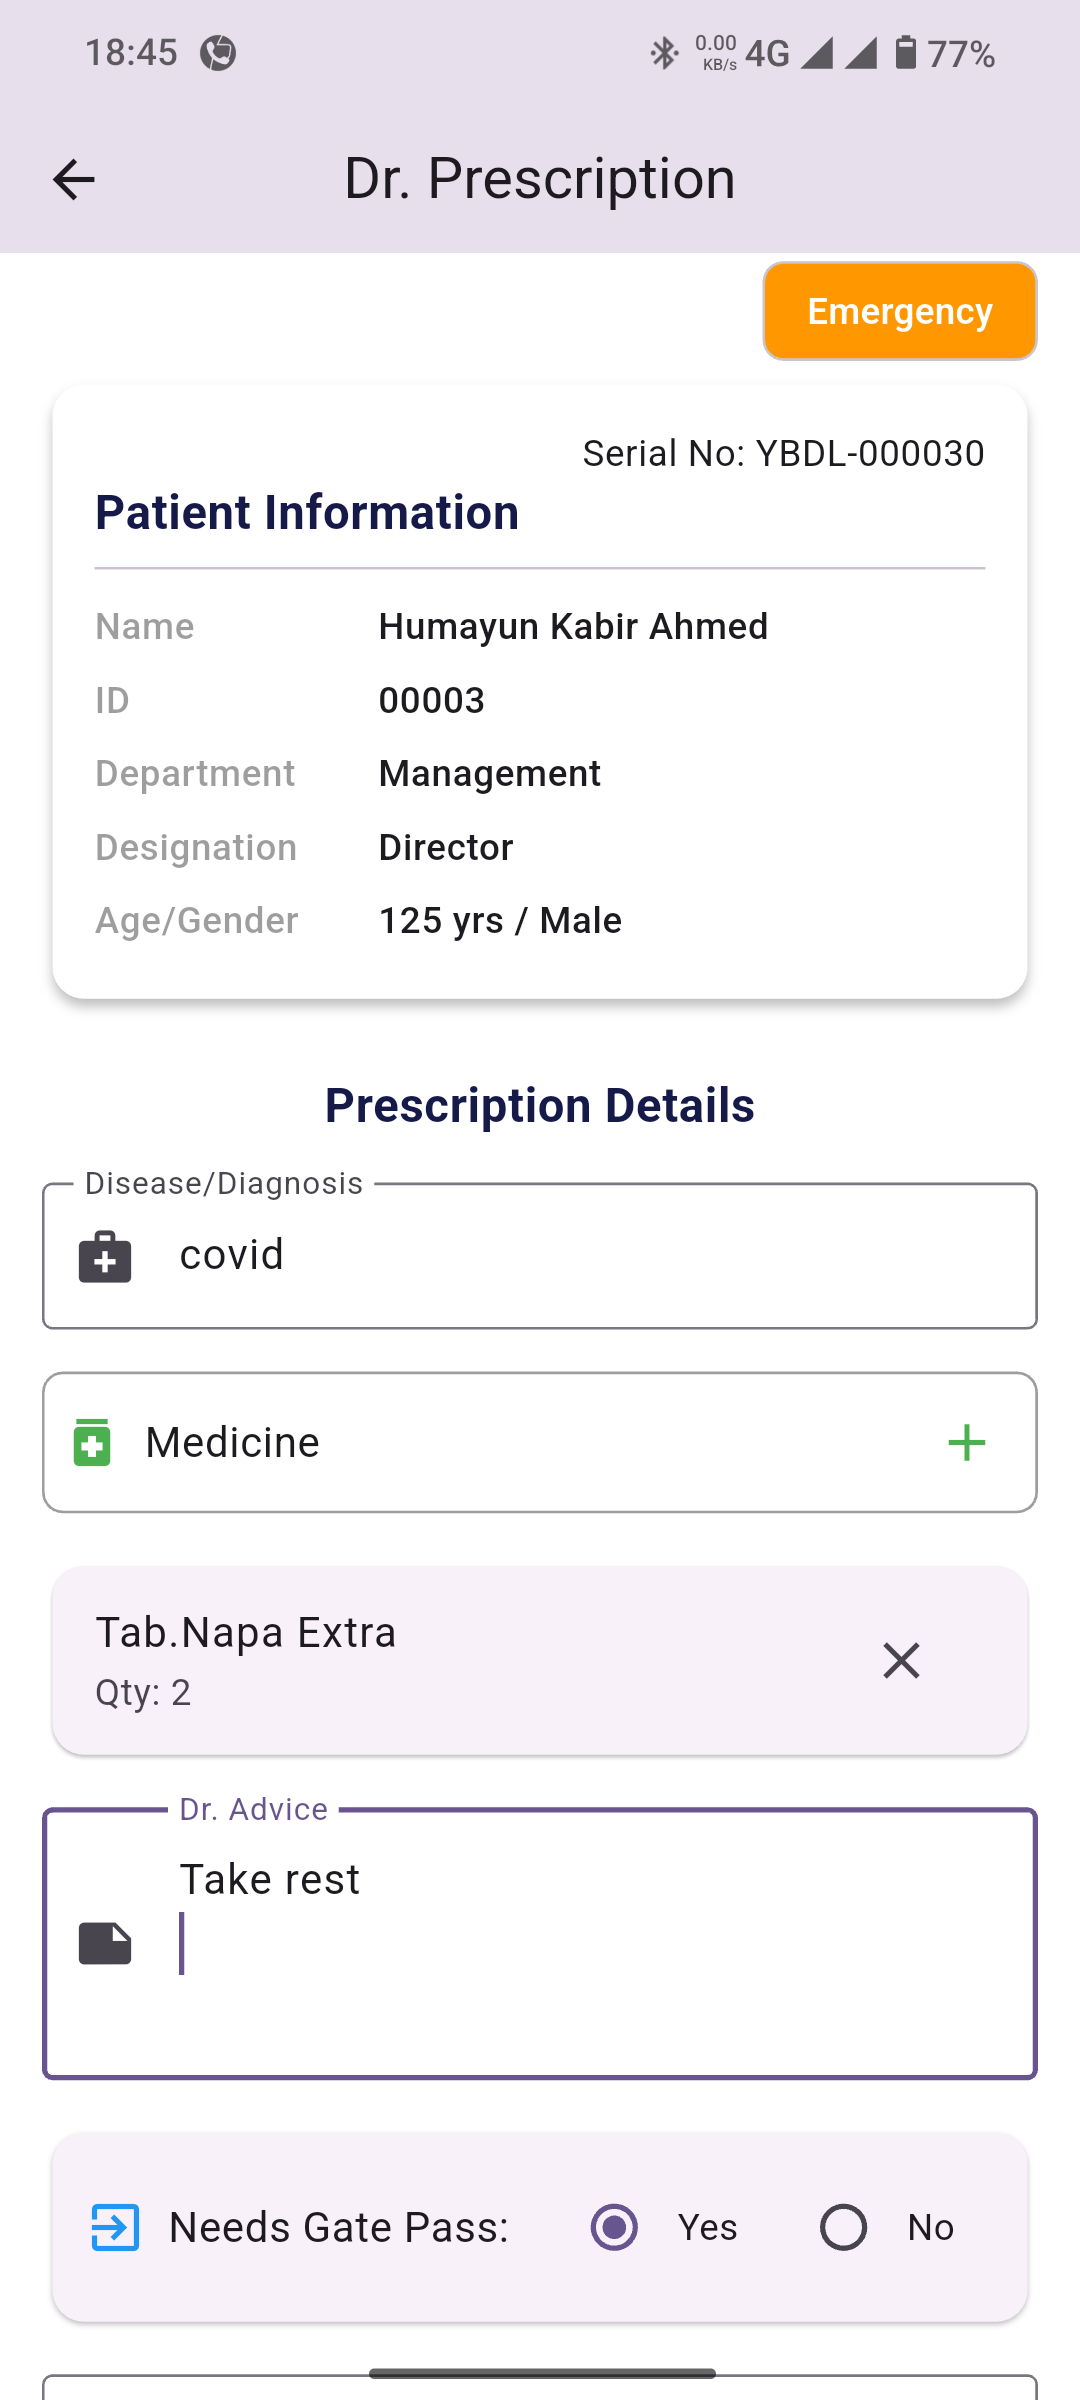 18:45 0.00 KB/s 4G 77%
Dr. Prescription
Emergency
Serial No: YBDL-000030
Patient Information
Name Humayun Kabir Ahmed
ID 00003
Department Management
Designation Director
Age/Gender 125 yrs / Male
Prescription Details
Disease/Diagnosis
covid
Medicine
Tab.Napa Extra
Qty: 2
Dr. Advice
Take rest
Needs Gate Pass: Yes No